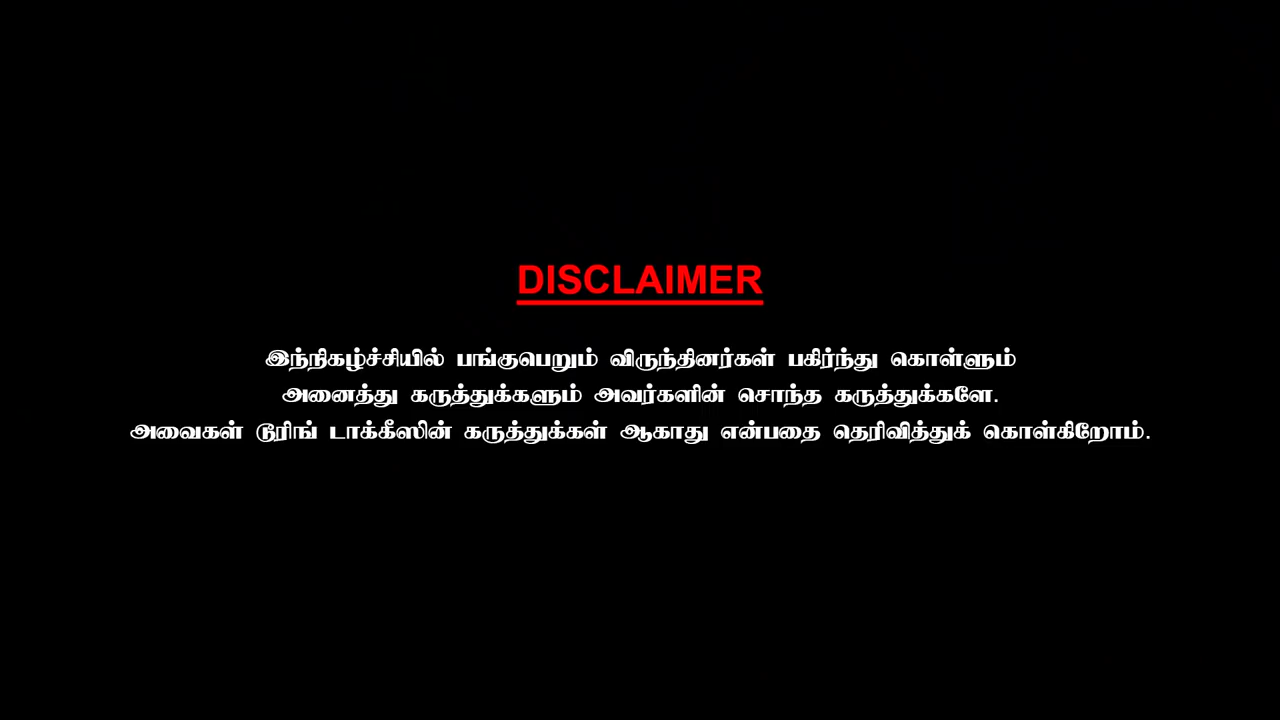 DISCLAIMER
இந்நிகழ்ச்சியில் பங்குபெறும் விருந்தினர்கள் பகிர்ந்து கொள்ளும்
அனைத்து கருத்துக்களும் அவர்களின் சொந்த கருத்துக்களே.
அவைகள் டூரிங் டாக்கீஸின் கருத்துக்கள் ஆகாது என்பதை தெரிவித்துக் கொள்கிறோம்.